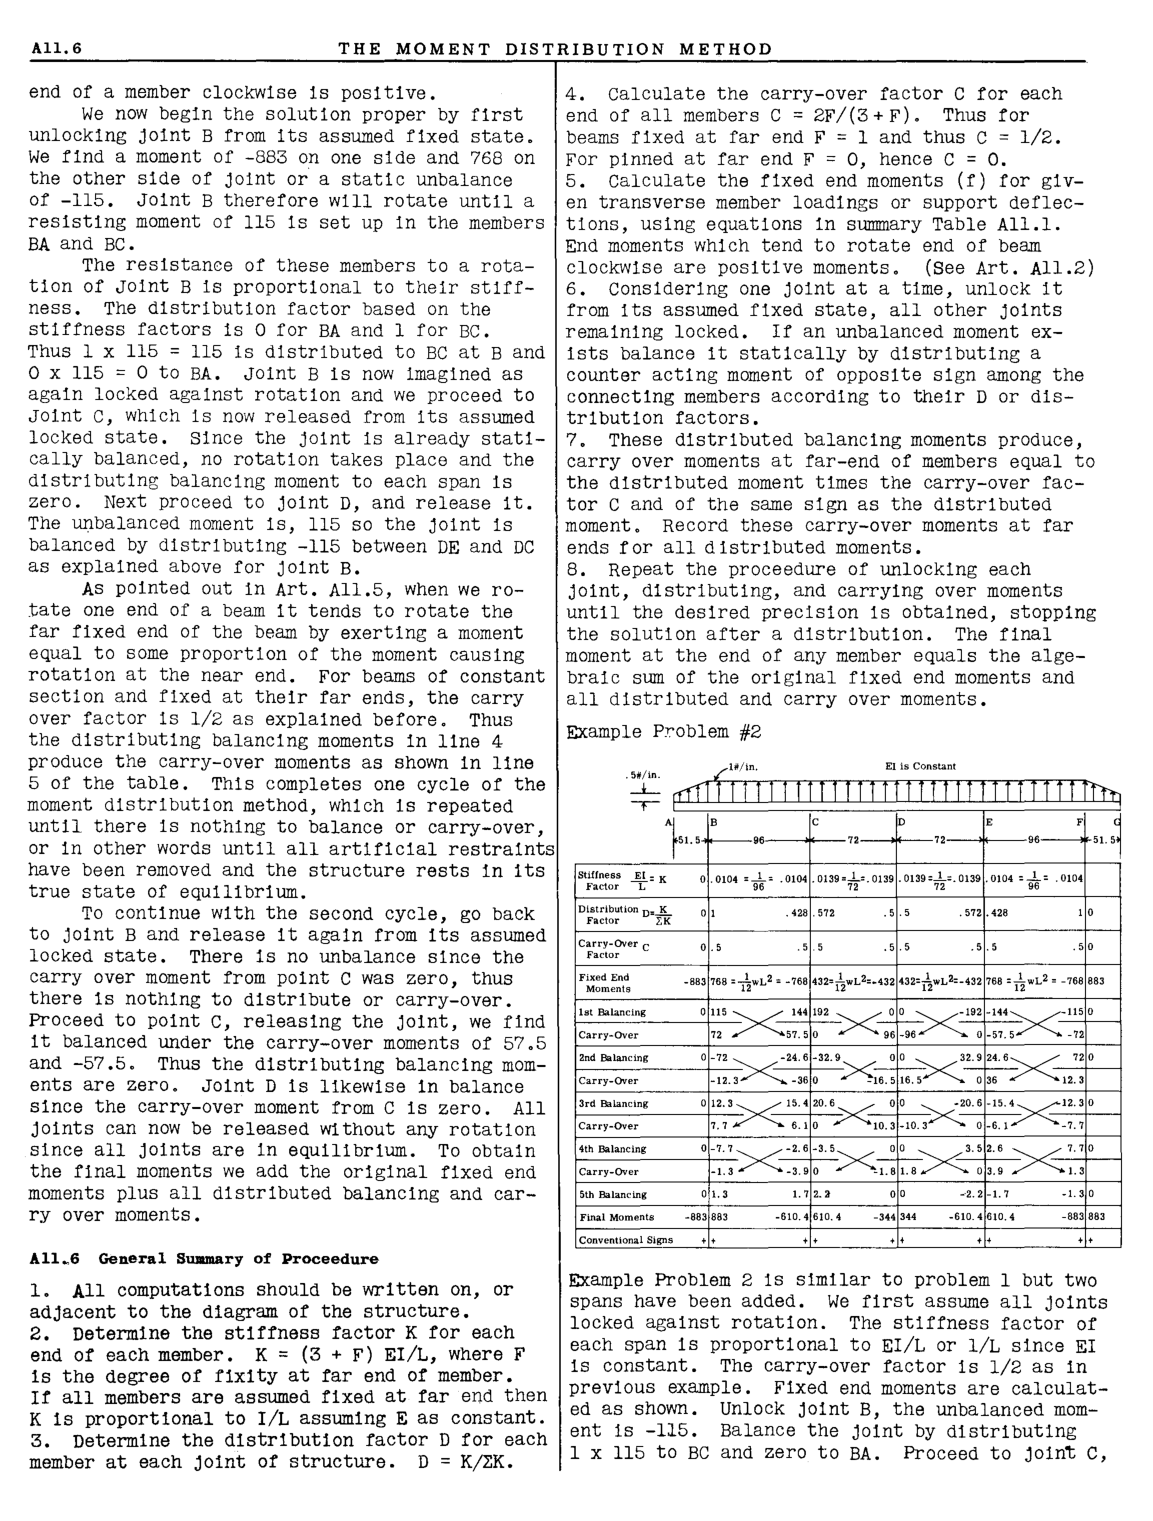 A11.6
THE MOMENT DISTRIBUTION METHOD
end of a member clockwise is positive.
We now begin the solution proper by first
unlocking joint B from its assumed fixed state.
We find a moment of -883 on one side and 768 on
the other side of joint or a static unbalance
of -115. Joint B therefore will rotate until a
resisting moment of 115 is set up in the members
BA and BC.
The resistance of these members to a rota-
tion of Joint B is proportional to their stiff-
ness. The distribution factor based on the
stiffness factors is 0 for BA and 1 for BC.
Thus 1 x 115 = 115 is distributed to BC at B and
0 x 115 = 0 to BA. Joint B is now imagined as
again locked against rotation and we proceed to
Joint C, which is now released from its assumed
locked state. Since the joint is already stati-
cally balanced, no rotation takes place and the
distributing balancing moment to each span is
zero. Next proceed to joint D, and release it.
The unbalanced moment is, 115 so the joint is
balanced by distributing -115 between DE and DC
as explained above for joint B.
As pointed out in Art. A11.5, when we ro-
tate one end of a beam it tends to rotate the
far fixed end of the beam by exerting a moment
equal to some proportion of the moment causing
rotation at the near end. For beams of constant
section and fixed at their far ends, the carry
over factor is 1/2 as explained before. Thus
the distributing balancing moments in line 4
produce the carry-over moments as shown in line
5 of the table. This completes one cycle of the
moment distribution method, which is repeated
until there is nothing to balance or carry-over,
or in other words until all artificial restraints
have been removed and the structure rests in its
true state of equilibrium.
To continue with the second cycle, go back
to joint B and release it again from its assumed
locked state. There is no unbalance since the
carry over moment from point C was zero, thus
there is nothing to distribute or carry-over.
Proceed to point C, releasing the joint, we find
it balanced under the carry-over moments of 57.5
and -57.5. Thus the distributing balancing mom-
ents are zero. Joint D is likewise in balance
since the carry-over moment from C is zero. All
joints can now be released without any rotation
since all joints are in equilibrium. To obtain
the final moments we add the original fixed end
moments plus all distributed balancing and car-
ry over moments.
A11.6 General Summary of Proceedure
1. All computations should be written on, or
adjacent to the diagram of the structure.
2. Determine the stiffness factor K for each
end of each member. K = (3 + F) EI/L, where F
is the degree of fixity at far end of member.
If all members are assumed fixed at far end then
K is proportional to I/L assuming E as constant.
3. Determine the distribution factor D for each
member at each joint of structure. D = K/ΣK.
4. Calculate the carry-over factor C for each
end of all members C = 2F/(3 + F). Thus for
beams fixed at far end F = 1 and thus C = 1/2.
For pinned at far end F = 0, hence C = 0.
5. Calculate the fixed end moments (f) for giv-
en transverse member loadings or support deflec-
tions, using equations in summary Table A11.1.
End moments which tend to rotate end of beam
clockwise are positive moments. (See Art. A11.2)
6. Considering one joint at a time, unlock it
from its assumed fixed state, all other joints
remaining locked. If an unbalanced moment ex-
ists balance it statically by distributing a
counter acting moment of opposite sign among the
connecting members according to their D or dis-
tribution factors.
7. These distributed balancing moments produce,
carry over moments at far-end of members equal to
the distributed moment times the carry-over fac-
tor C and of the same sign as the distributed
moment. Record these carry-over moments at far
ends for all distributed moments.
8. Repeat the proceedure of unlocking each
joint, distributing, and carrying over moments
until the desired precision is obtained, stopping
the solution after a distribution. The final
moment at the end of any member equals the alge-
braic sum of the original fixed end moments and
all distributed and carry over moments.
Example Problem #2
.5#/in. 1#/in. EI is Constant
A B C D E F G
51.5 96 72 72 96 51.5
Stiffness Factor EI/L = K 0 .0104 = 1/96 = .0104 .0139 = 1/72 = .0139 .0139 = 1/72 = .0139 .0104 = 1/96 = .0104
Distribution Factor D=K/ΣK 0 1 .428 .572 .5 .5 .572 .428 1 0
Carry-Over Factor C 0 .5 .5 .5 .5 .5 .5 .5 .5 0
Fixed End Moments -883 768 = 1/12 wL² = -768 432= 1/12 wL²=-432 432= 1/12 wL²=-432 768 = 1/12 wL² = -768 883
1st Balancing 0 115 144 192 0 0 -192 -144 -115 0
Carry-Over 72 57.5 0 96 -96 0 -57.5 -72
2nd Balancing 0 -72 -24.6 -32.9 0 0 32.9 24.6 72 0
Carry-Over -12.3 -36 0 -16.5 16.5 0 36 12.3
3rd Balancing 0 12.3 15.4 20.6 0 0 -20.6 -15.4 -12.3 0
Carry-Over 7.7 6.1 0 10.3 -10.3 0 -6.1 -7.7
4th Balancing 0 -7.7 -2.6 -3.5 0 0 3.5 2.6 7.7 0
Carry-Over -1.3 -3.9 0 -1.8 1.8 0 3.9 1.3
5th Balancing 0 1.3 1.7 2.2 0 0 -2.2 -1.7 -1.3 0
Final Moments -883 883 -610.4 610.4 -344 344 -610.4 610.4 -883 883
Conventional Signs + + + + + + + + + +
Example Problem 2 is similar to problem 1 but two
spans have been added. We first assume all joints
locked against rotation. The stiffness factor of
each span is proportional to EI/L or 1/L since EI
is constant. The carry-over factor is 1/2 as in
previous example. Fixed end moments are calculat-
ed as shown. Unlock joint B, the unbalanced mom-
ent is -115. Balance the joint by distributing
1 x 115 to BC and zero to BA. Proceed to joint C,